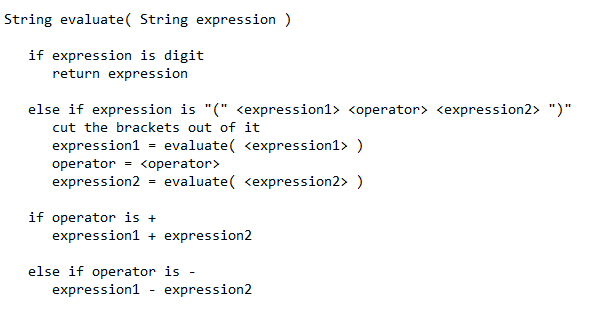 String evaluate( String expression )
if expression is digit
return expression
else if expression is "(" <expression1> <operator> <expression2> ")"
cut the brackets out of it
expression1 = evaluate( <expression1> )
operator = <operator>
expression2 = evaluate( <expression2> )
if operator is +
expression1 + expression2
else if operator is -
expression1 - expression2